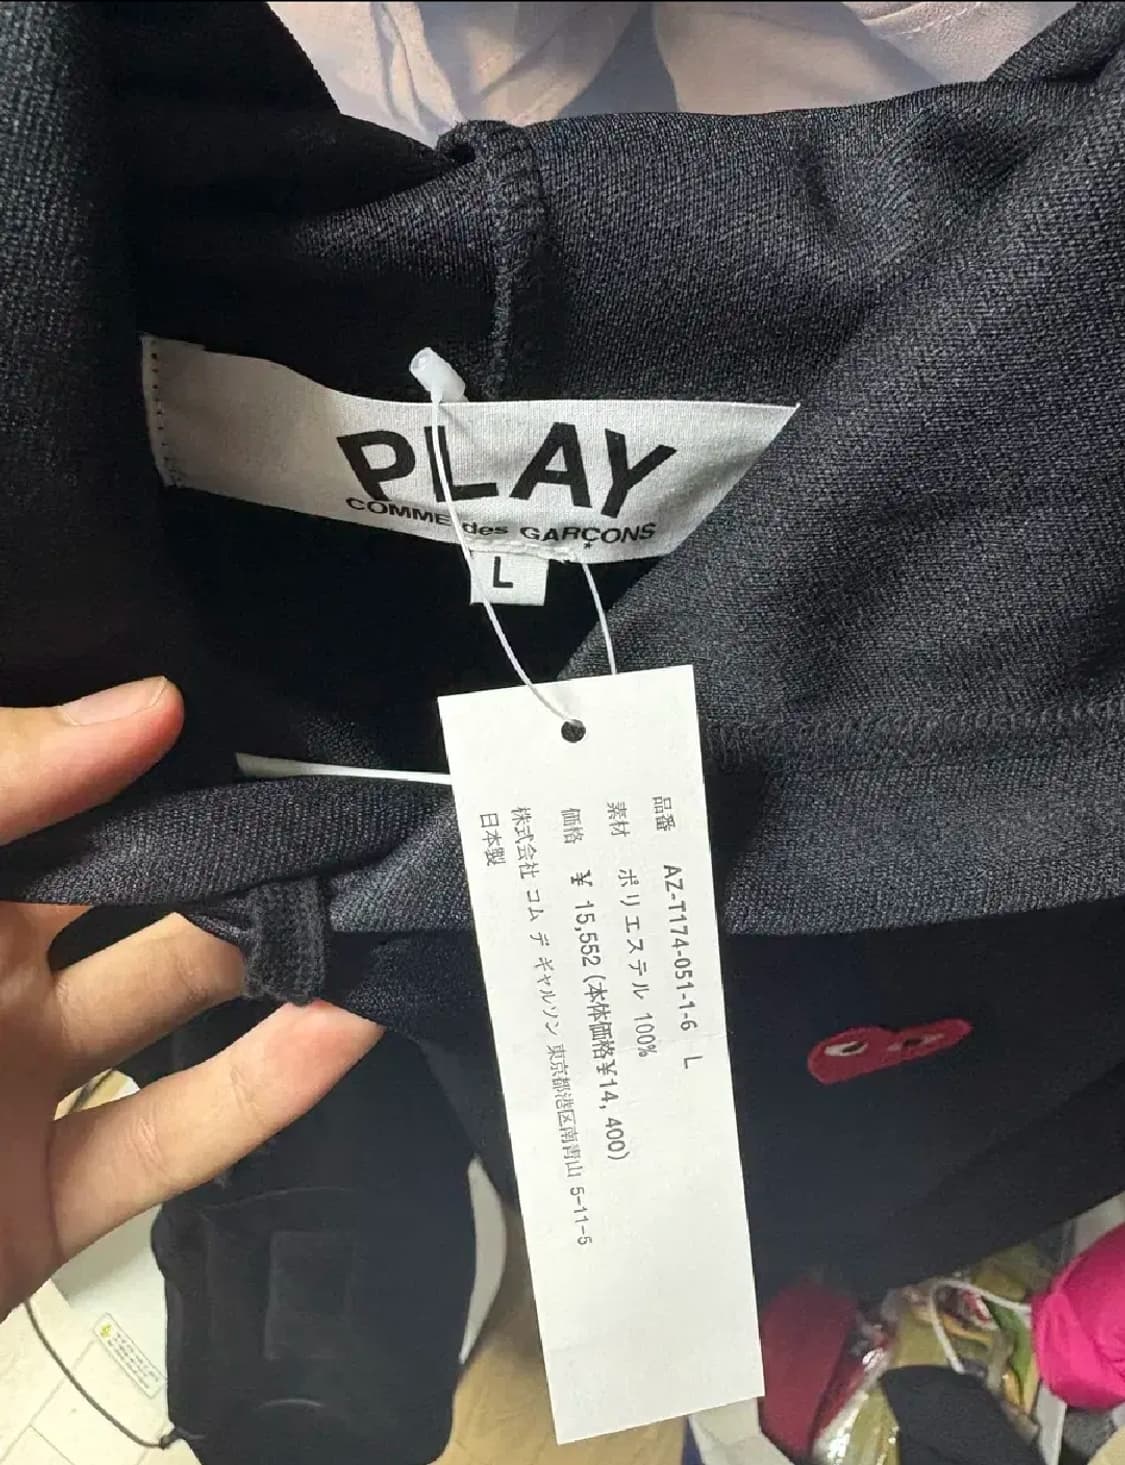 PLAY
COMME des GARÇONS
L
品番 AZ-T174-051-1-6 L
素材 ポリエステル 100%
価格 ¥ 15,552 (本体価格¥14,400)
株式会社 コム デ ギャルソン 東京都港区南青山 5-11-5
日本製